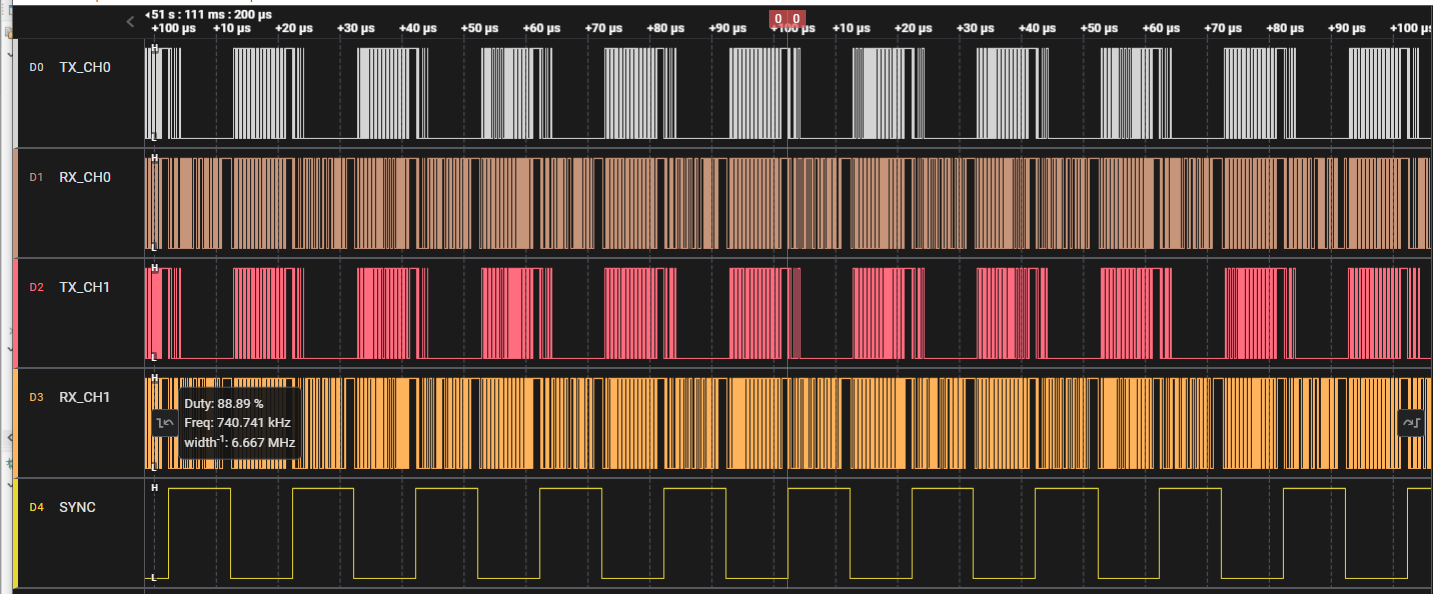 51 s : 111 ms : 200 µs
0 0
+100 µs +10 µs +20 µs +30 µs +40 µs +50 µs +60 µs +70 µs +80 µs +90 µs +100 µs +10 µs +20 µs +30 µs +40 µs +50 µs +60 µs +70 µs +80 µs +90 µs +100 µs
H
D0 TX_CH0
L
H
D1 RX_CH0
L
H
D2 TX_CH1
L
H
D3 RX_CH1
Duty: 88.89 %
Freq: 740.741 kHz
width⁻¹: 6.667 MHz
L
H
D4 SYNC
L